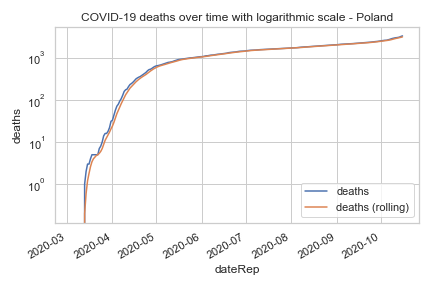 COVID-19 deaths over time with logarithmic scale - Poland
deaths
10³
10²
10¹
10⁰
deaths
deaths (rolling)
2020-03
2020-04
2020-05
2020-06
2020-07
2020-08
2020-09
2020-10
dateRep